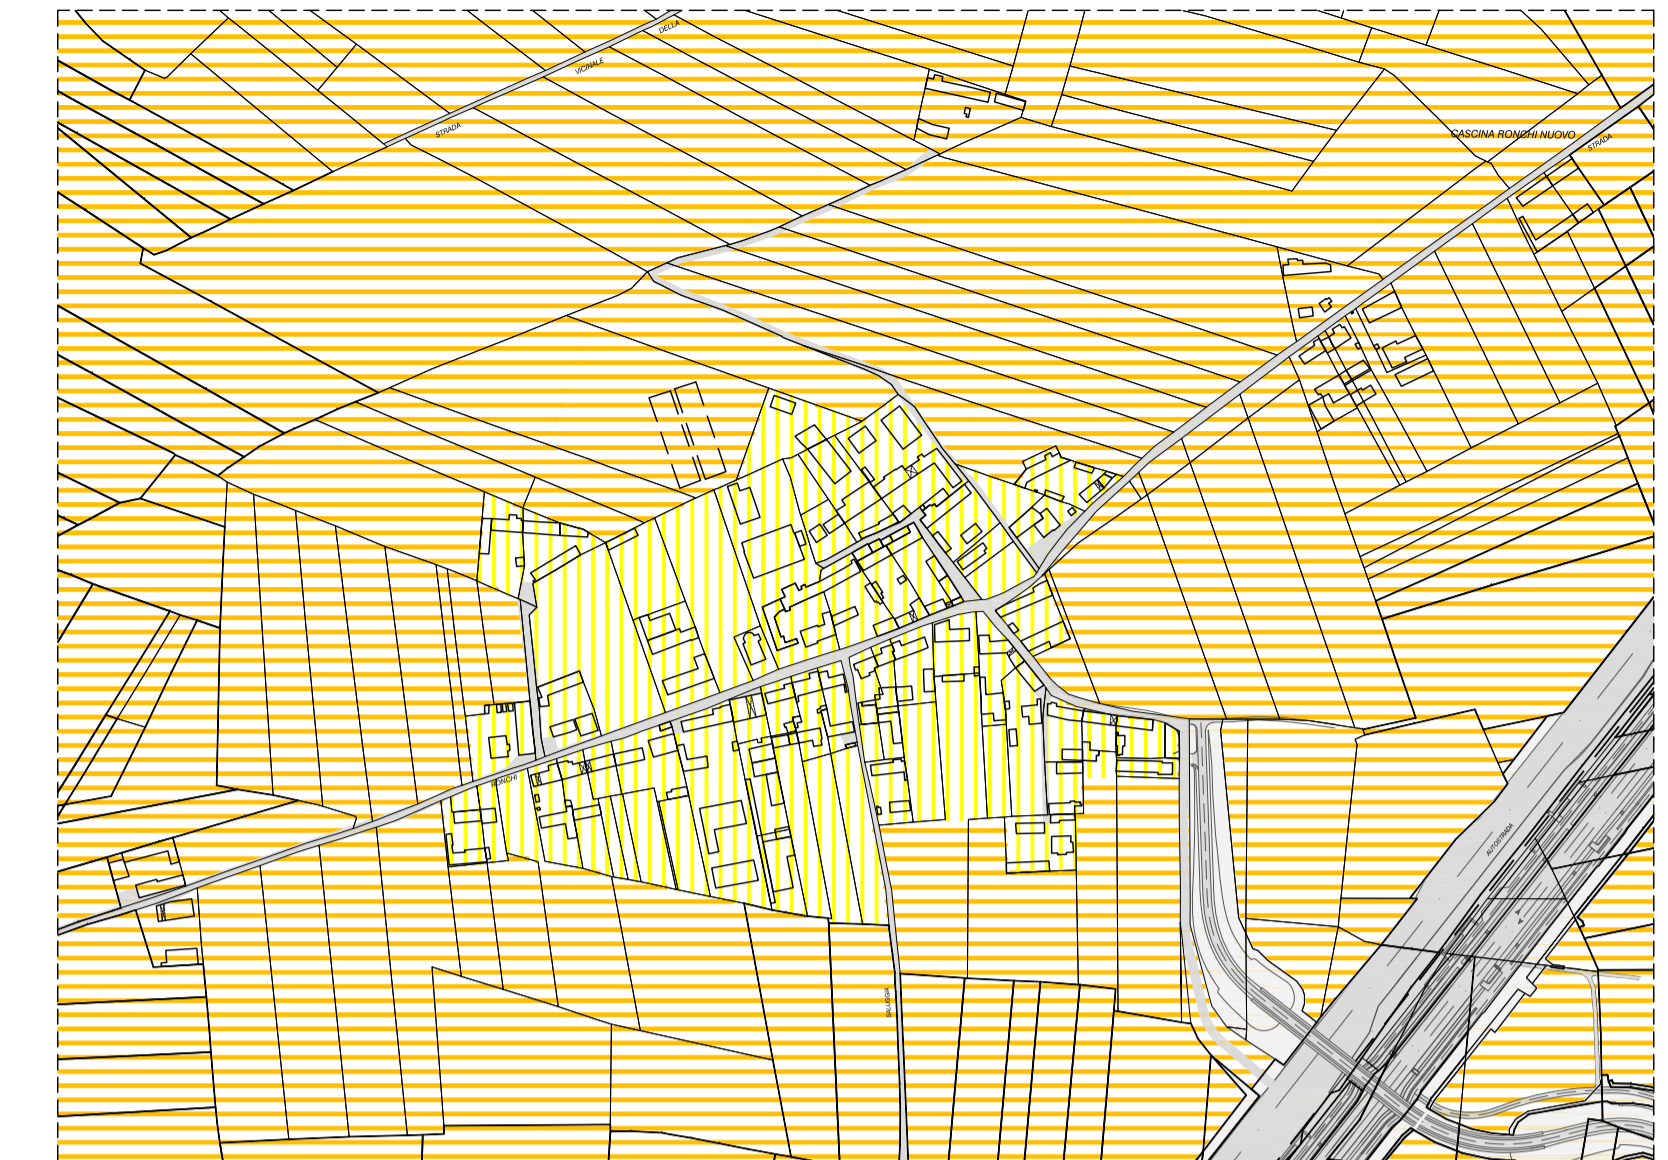 DELLA
VICINALE
STRADA
CASCINA RONCHI NUOVO
STRADA
RONCHI
AUTOSTRADA
SALUGGIA